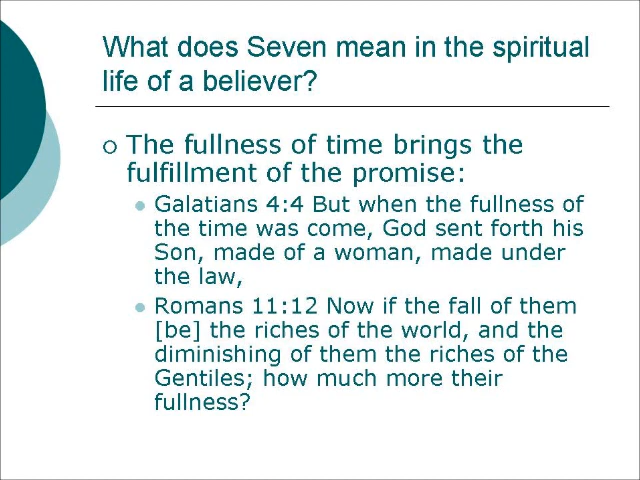 What does Seven mean in the spiritual
life of a believer?
The fullness of time brings the
fulfillment of the promise:
Galatians 4:4 But when the fullness of
the time was come, God sent forth his
Son, made of a woman, made under
the law,
Romans 11:12 Now if the fall of them
[be] the riches of the world, and the
diminishing of them the riches of the
Gentiles; how much more their
fullness?